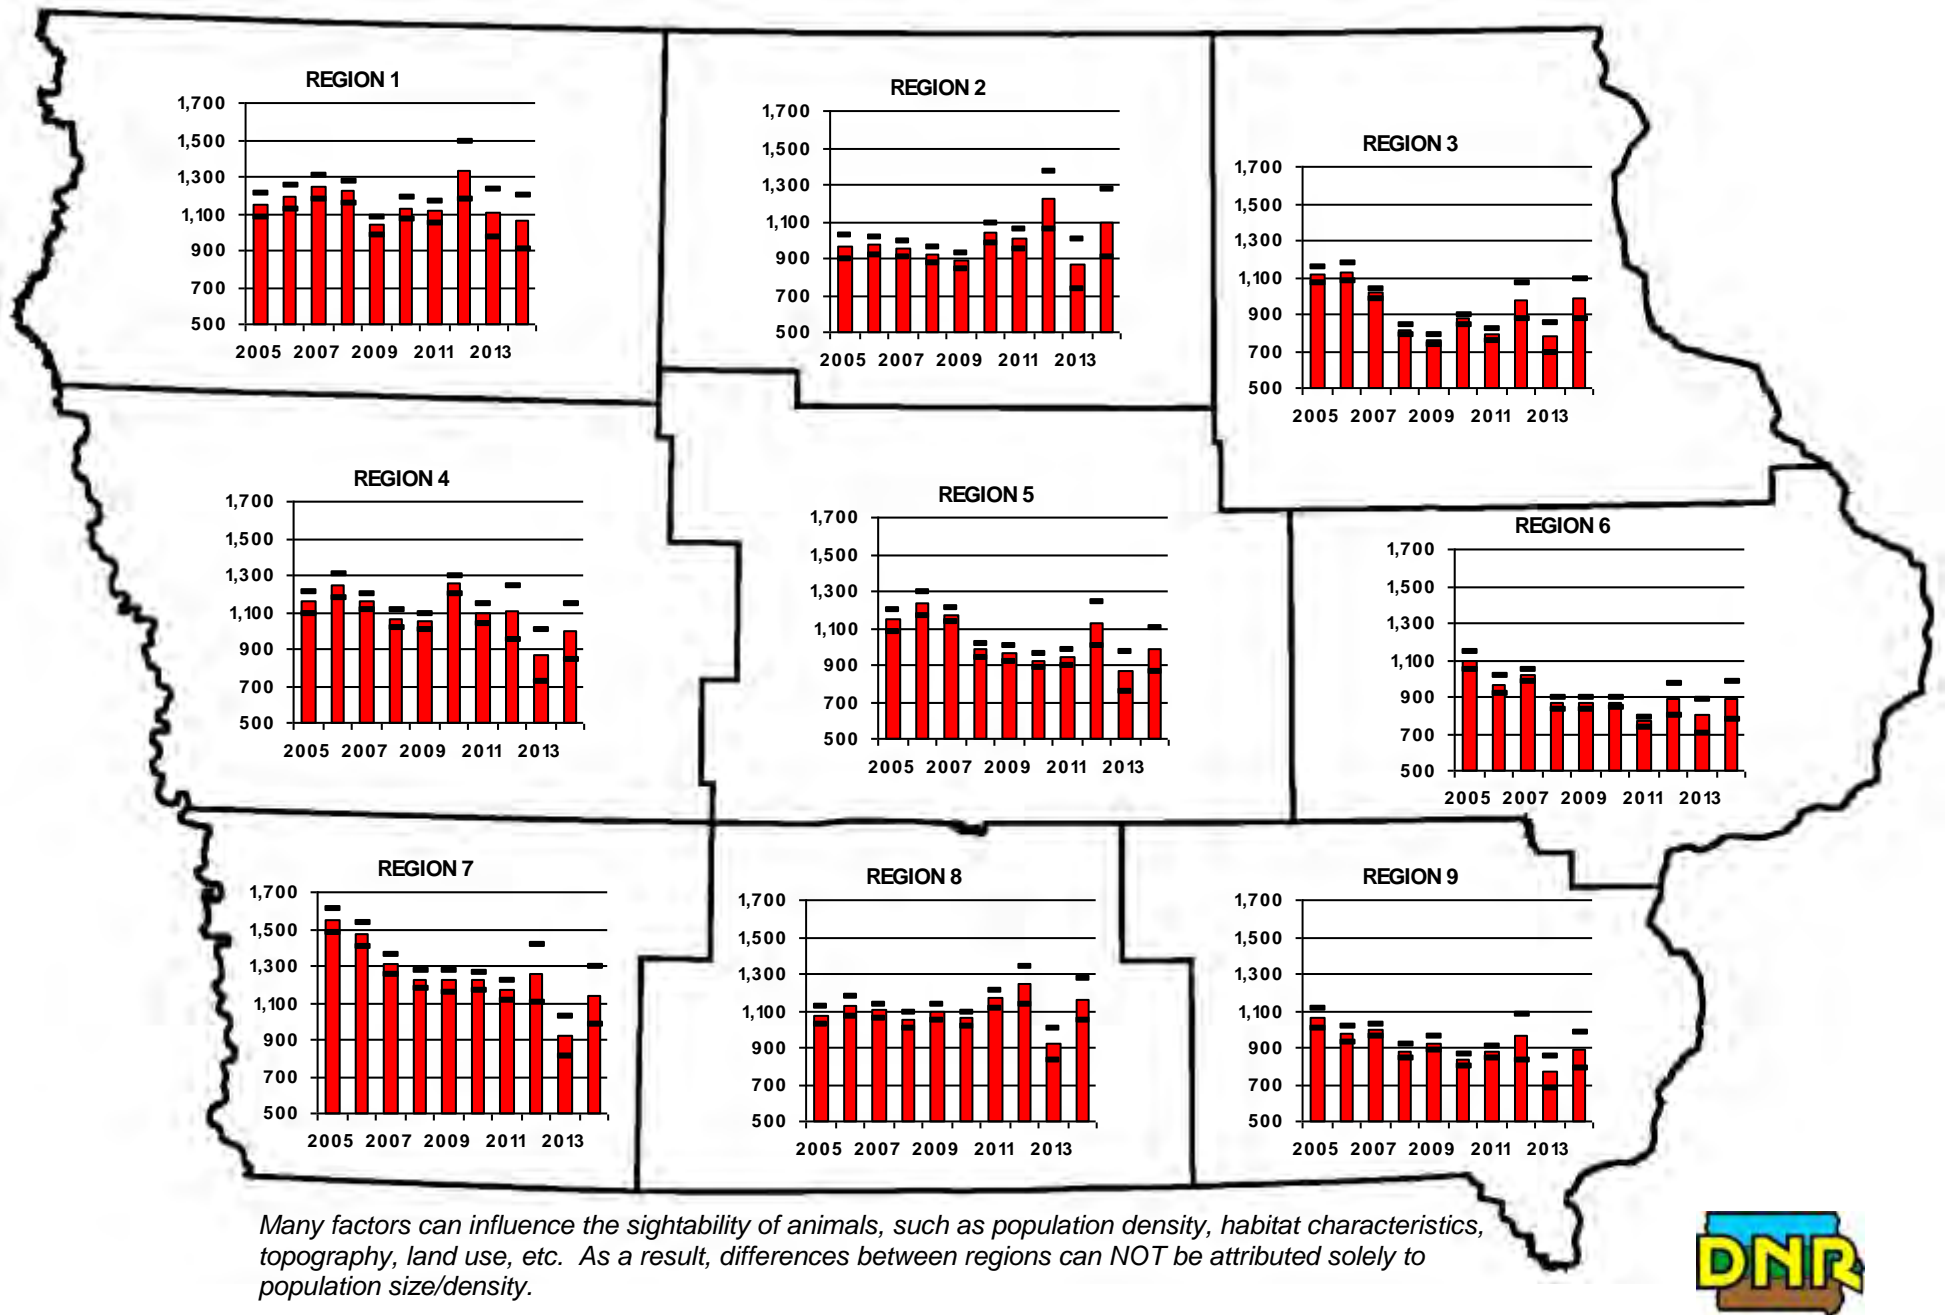 REGION 1
1,700
1,500
1,300
1,100
900
700
500
2005 2007 2009 2011 2013
REGION 2
1,700
1,500
1,300
1,100
900
700
500
2005 2007 2009 2011 2013
REGION 3
1,700
1,500
1,300
1,100
900
700
500
2005 2007 2009 2011 2013
REGION 4
1,700
1,500
1,300
1,100
900
700
500
2005 2007 2009 2011 2013
REGION 5
1,700
1,500
1,300
1,100
900
700
500
2005 2007 2009 2011 2013
REGION 6
1,700
1,500
1,300
1,100
900
700
500
2005 2007 2009 2011 2013
REGION 7
1,700
1,500
1,300
1,100
900
700
500
2005 2007 2009 2011 2013
REGION 8
1,700
1,500
1,300
1,100
900
700
500
2005 2007 2009 2011 2013
REGION 9
1,700
1,500
1,300
1,100
900
700
500
2005 2007 2009 2011 2013
Many factors can influence the sightability of animals, such as population density, habitat characteristics,
topography, land use, etc. As a result, differences between regions can NOT be attributed solely to
population size/density.
DNR